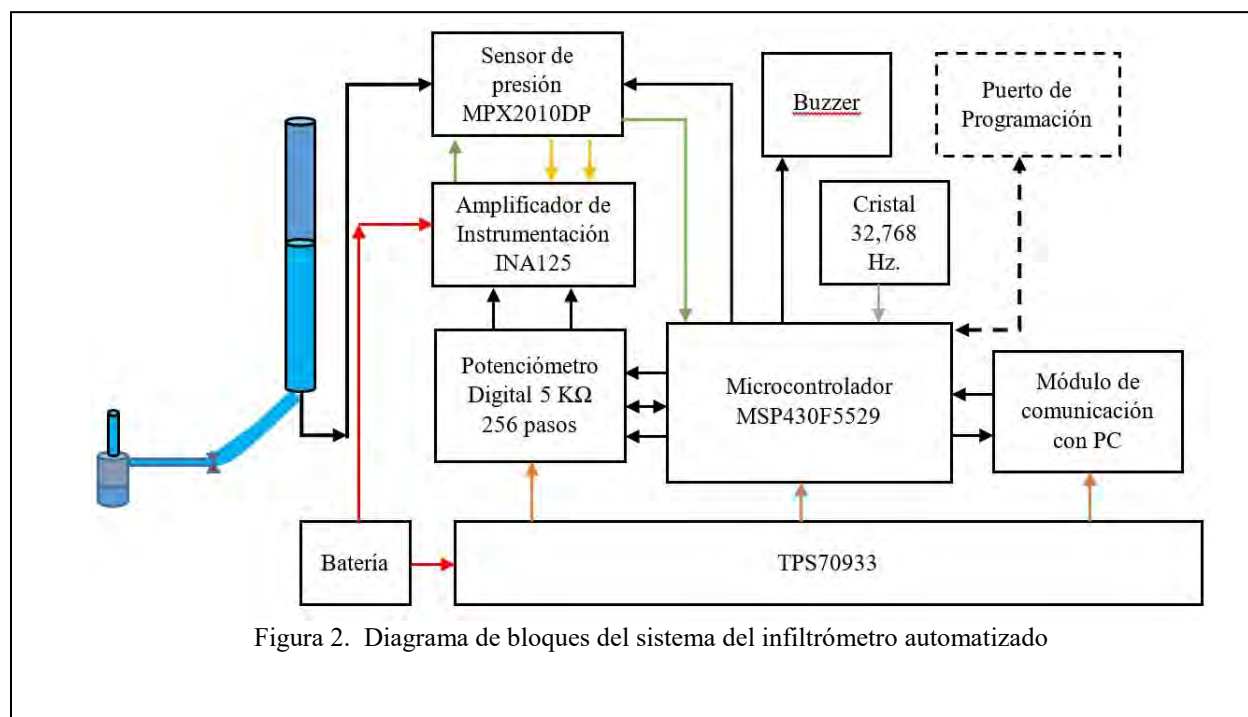 Sensor de
presión
MPX2010DP
Buzzer
Puerto de
Programación
Amplificador de
Instrumentación
INA125
Cristal
32,768
Hz.
Potenciómetro
Digital 5 KΩ
256 pasos
Microcontrolador
MSP430F5529
Módulo de
comunicación
con PC
Batería
TPS70933
Figura 2. Diagrama de bloques del sistema del infiltrómetro automatizado